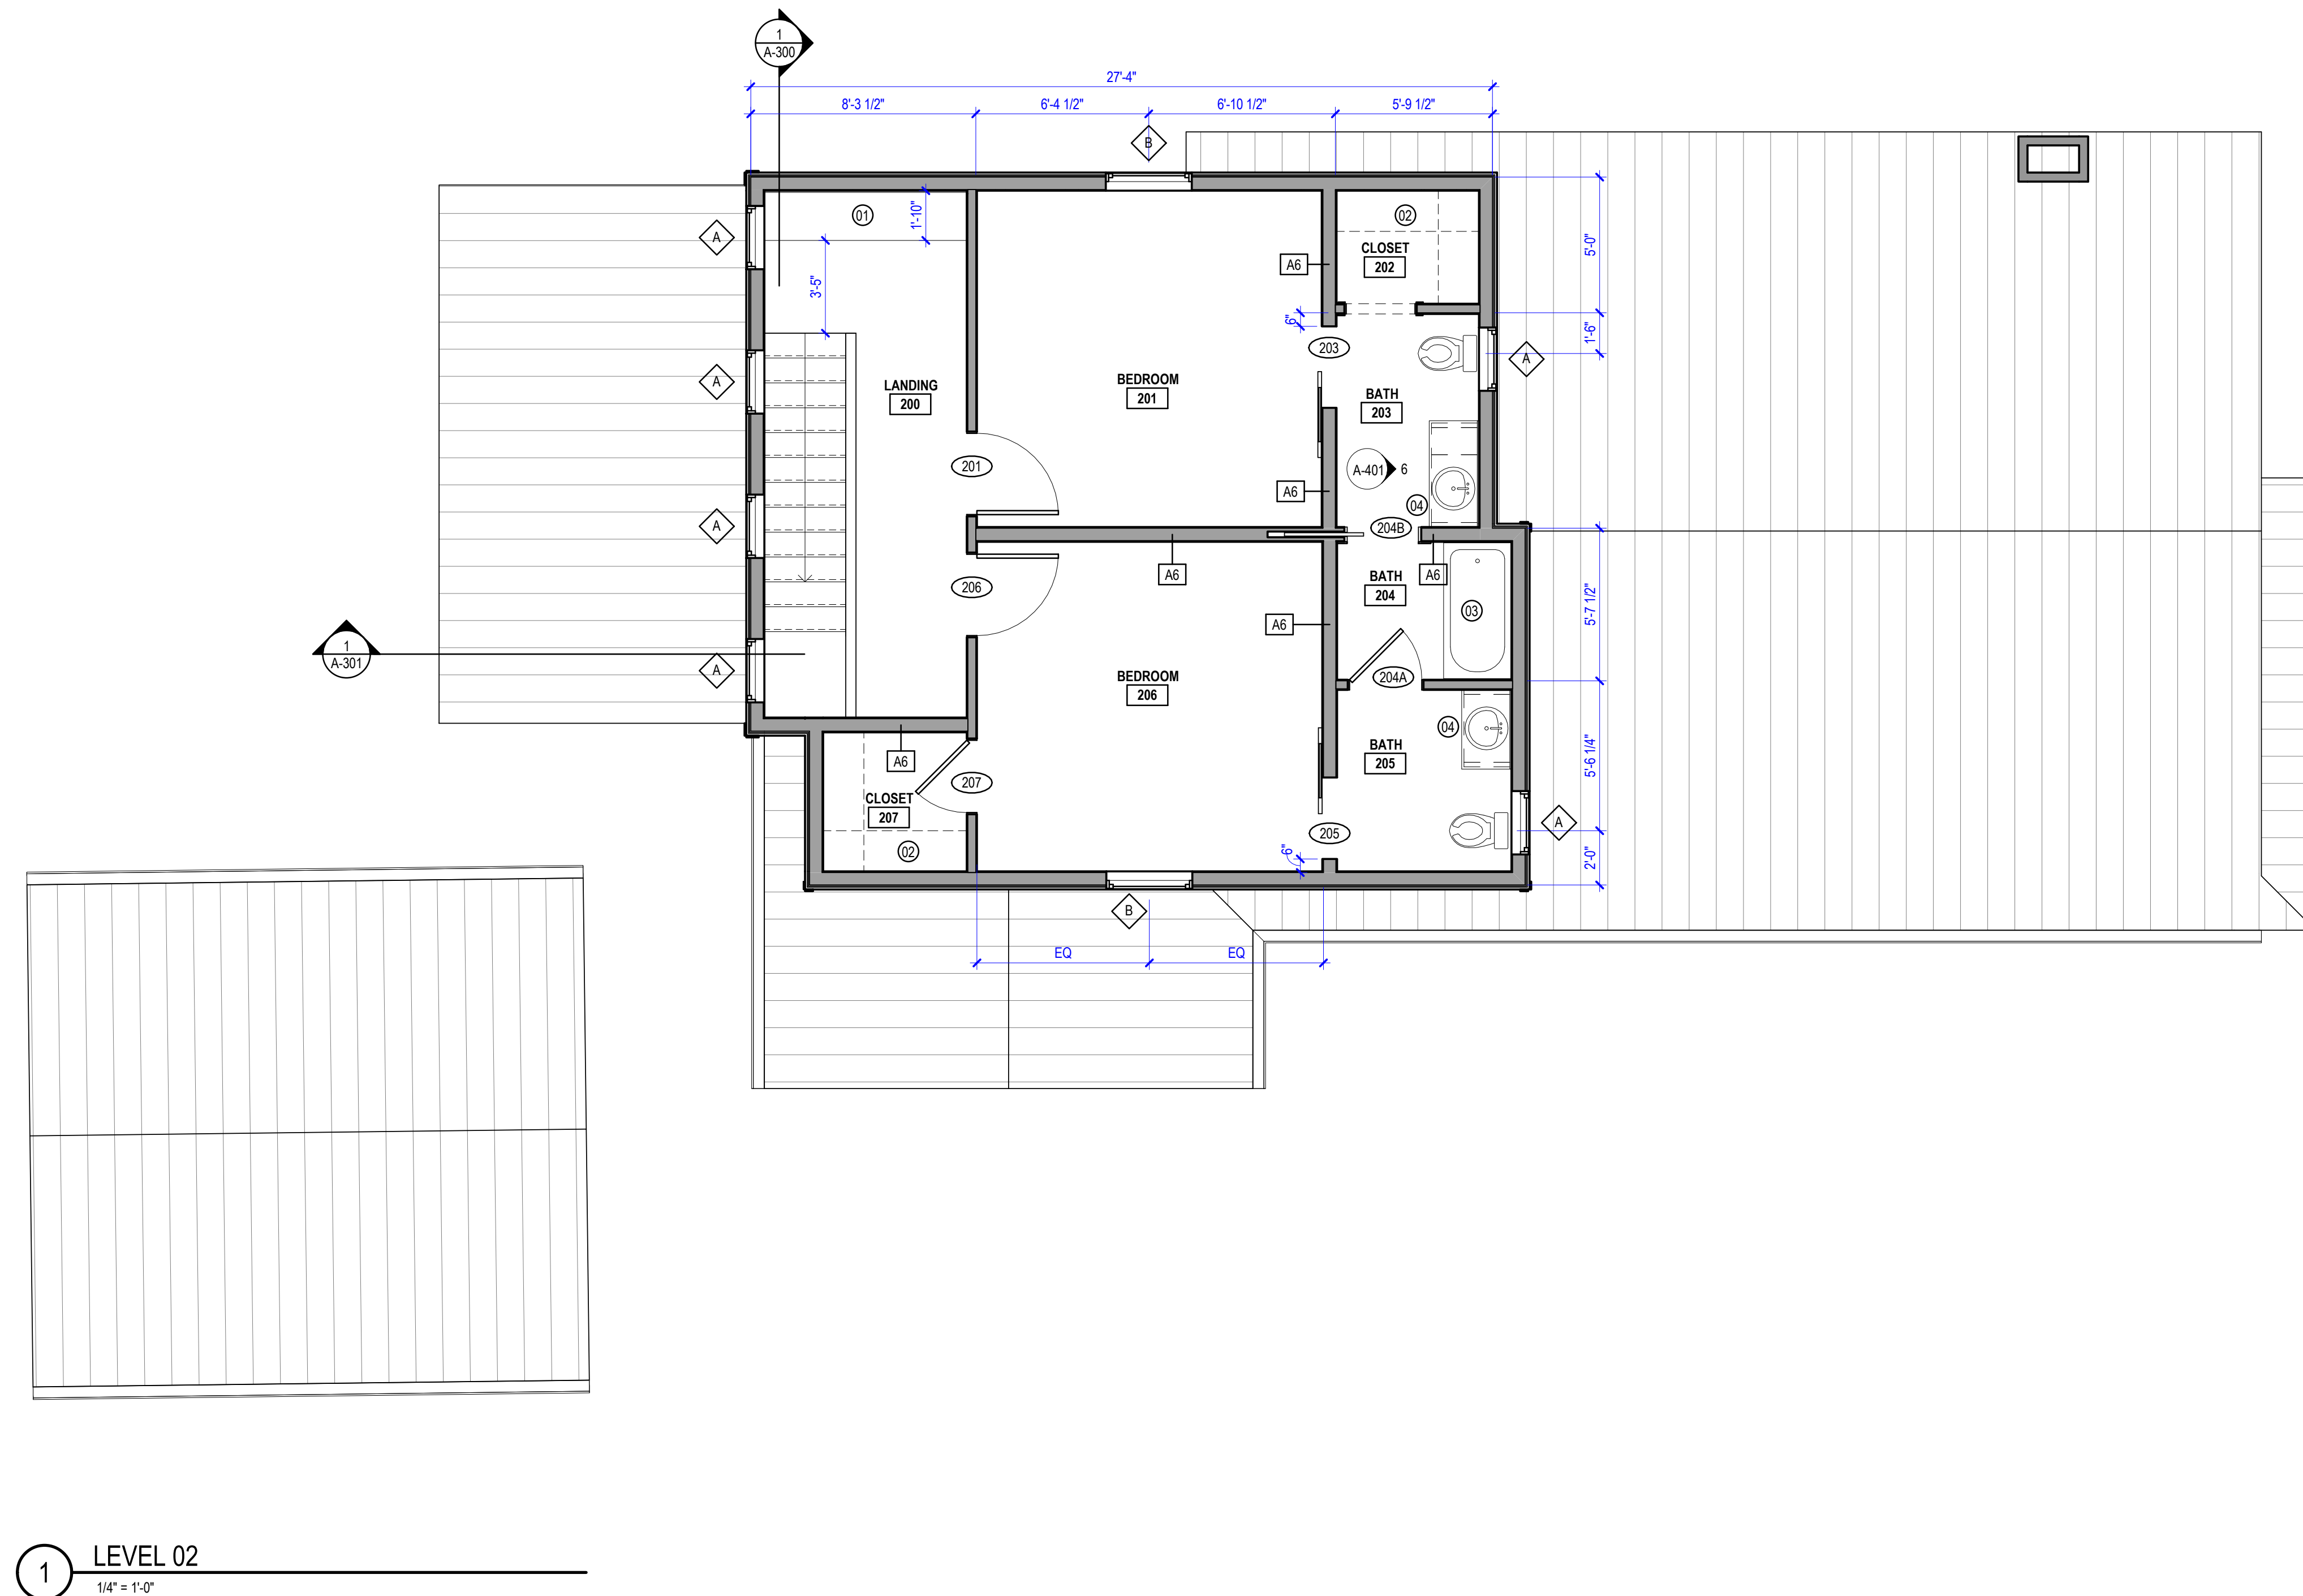 1
A-300
27'-4"
8'-3 1/2"
6'-4 1/2"
6'-10 1/2"
5'-9 1/2"
B
01
1'-10"
02
CLOSET
202
A
A6
5'-0"
3'-5"
6"
1'-6"
203
A
A
LANDING
200
BEDROOM
201
BATH
203
201
A-401
6
A6
04
A
204B
206
A6
BATH
204
A6
03
5'-7 1/2"
A6
1
A-301
A
BEDROOM
206
204A
04
BATH
205
5'-6 1/4"
A6
207
CLOSET
207
02
205
A
6"
2'-0"
B
EQ
EQ
1
LEVEL 02
1/4" = 1'-0"